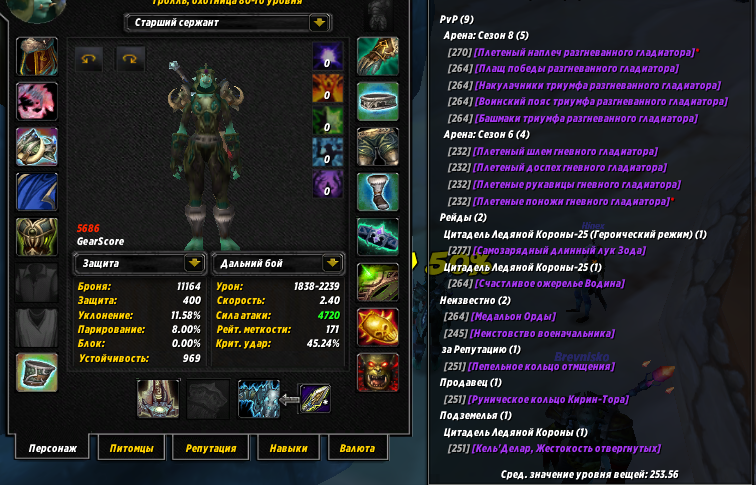 Тролль, охотница 80-го уровня
Старший сержант
0
0
0
0
0
5686
GearScore
Защита
Дальний бой
Броня: 11164
Защита: 400
Уклонение: 11.58%
Парирование: 8.00%
Блок: 0.00%
Устойчивость: 969
Урон: 1838-2239
Скорость: 2.40
Сила атаки: 4720
Рейт. меткости: 171
Крит. удар: 45.24%
Персонаж
Питомцы
Репутация
Навыки
Валюта
PvP (9)
Арена: Сезон 8 (5)
[270] [Плетеный наплеч разгневанного гладиатора]*
[264] [Плащ победы разгневанного гладиатора]
[264] [Накулачники триумфа разгневанного гладиатора]
[264] [Воинский пояс триумфа разгневанного гладиатора]
[264] [Башмаки триумфа разгневанного гладиатора]
Арена: Сезон 6 (4)
[232] [Плетеный шлем гневного гладиатора]
[232] [Плетеный доспех гневного гладиатора]
[232] [Плетеные рукавицы гневного гладиатора]
[232] [Плетеные поножи гневного гладиатора]*
Рейды (2)
Цитадель Ледяной Короны-25 (Героический режим) (1)
[277] [Самозарядный длинный лук Зода]
Цитадель Ледяной Короны-25 (1)
[264] [Счастливое ожерелье Водина]
Неизвестно (2)
[264] [Медальон Орды]
[245] [Неистовство военачальника]
за Репутацию (1)
[251] [Пепельное кольцо отмщения]
Продавец (1)
[251] [Руническое кольцо Кирин-Тора]
Подземелья (1)
Цитадель Ледяной Короны (1)
[251] [Кель'Делар, Жестокость отвергнутых]
Сред. значение уровня вещей: 253.56
50%
Brevnisko